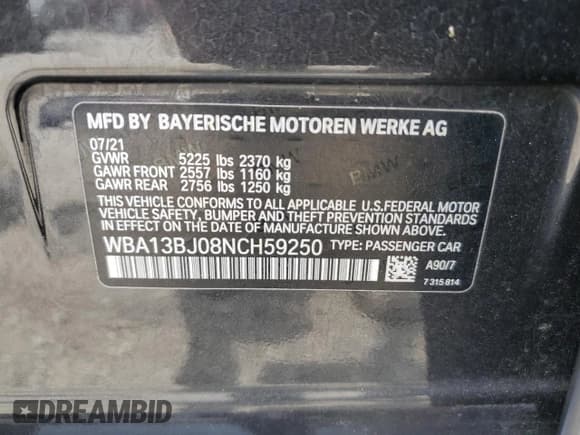 MFD BY BAYERISCHE MOTOREN WERKE AG
07/21
GVWR 5225 lbs 2370 kg
GAWR FRONT 2557 lbs 1160 kg
GAWR REAR 2756 lbs 1250 kg
THIS VEHICLE CONFORMS TO ALL APPLICABLE U.S.FEDERAL MOTOR
VEHICLE SAFETY, BUMPER AND THEFT PREVENTION STANDARDS
IN EFFECT ON THE DATE OF MANUFACTURE SHOWN ABOVE.
WBA13BJ08NCH59250 TYPE: PASSENGER CAR
A90/7
7 315 814
DREAMBID